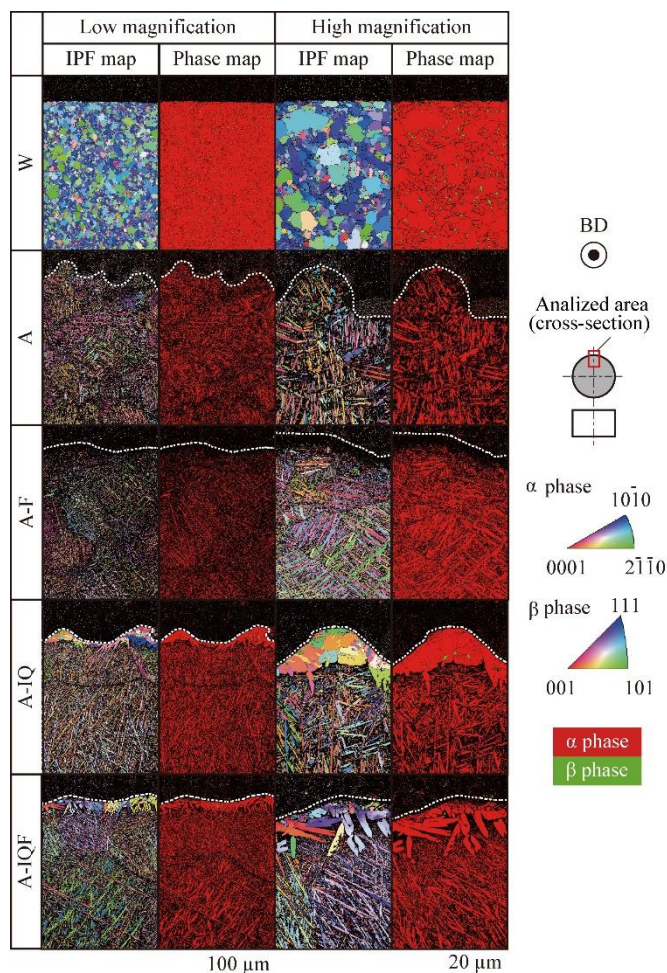 Low magnification
High magnification
IPF map
Phase map
IPF map
Phase map
W
A
A-F
A-IQ
A-IQF
BD
Analized area
(cross-section)
α phase
101̄0
0001
21̄1̄0
β phase
111
001
101
α phase
β phase
100 µm
20 µm